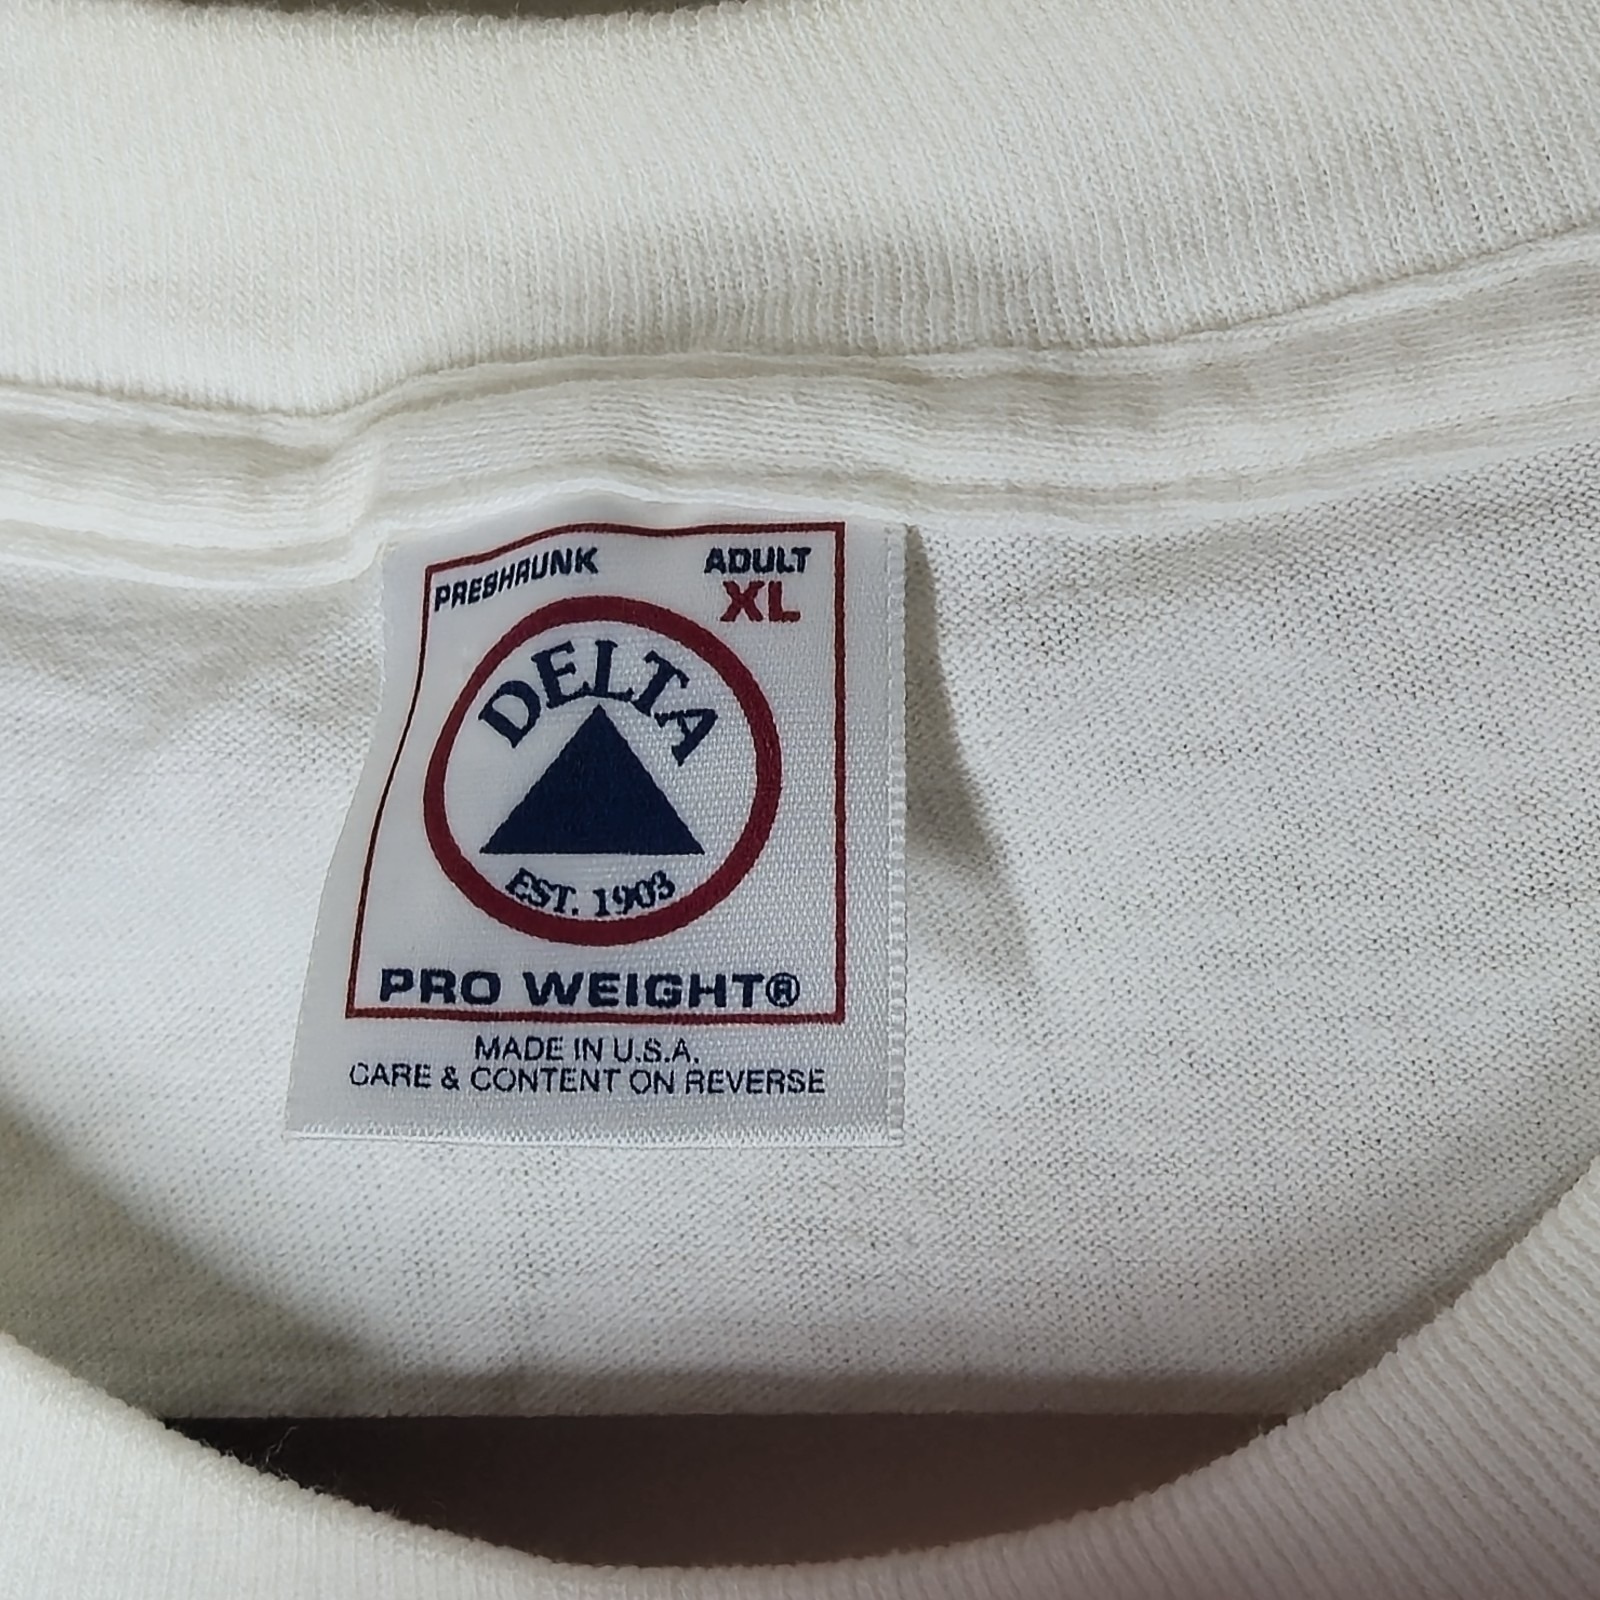 PRESHRUNK
ADULT
XL
DELTA
EST. 1903
PRO WEIGHT®
MADE IN U.S.A.
CARE & CONTENT ON REVERSE